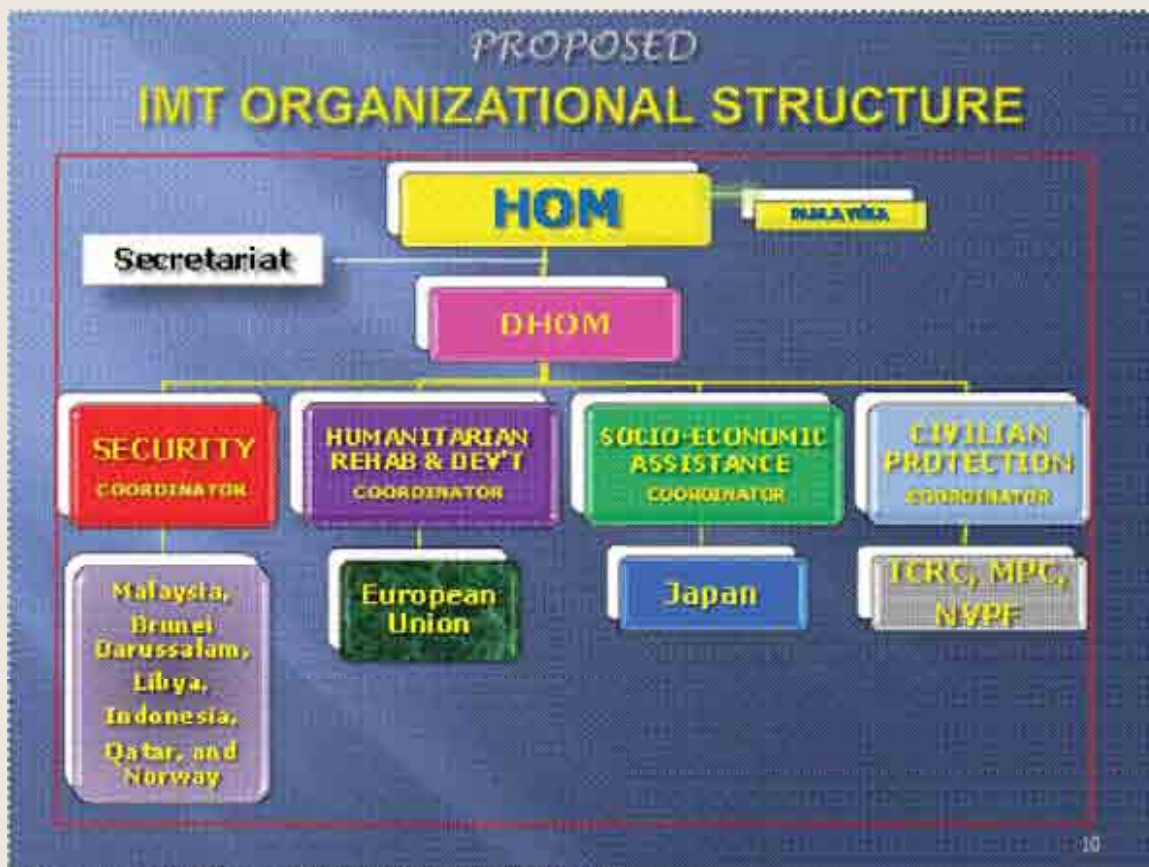 PROPOSED
IMT ORGANIZATIONAL STRUCTURE
HOM
Secretariat
DHOM
SECURITY
COORDINATOR
HUMANITARIAN
REHAB & DEV'T
COORDINATOR
SOCIO-ECONOMIC
ASSISTANCE
COORDINATOR
CIVILIAN
PROTECTION
COORDINATOR
Malaysia,
Brunei
Darussalam,
Libya,
Indonesia,
Qatar, and
Norway
European
Union
Japan
ICRC, MPC,
NVPF
10